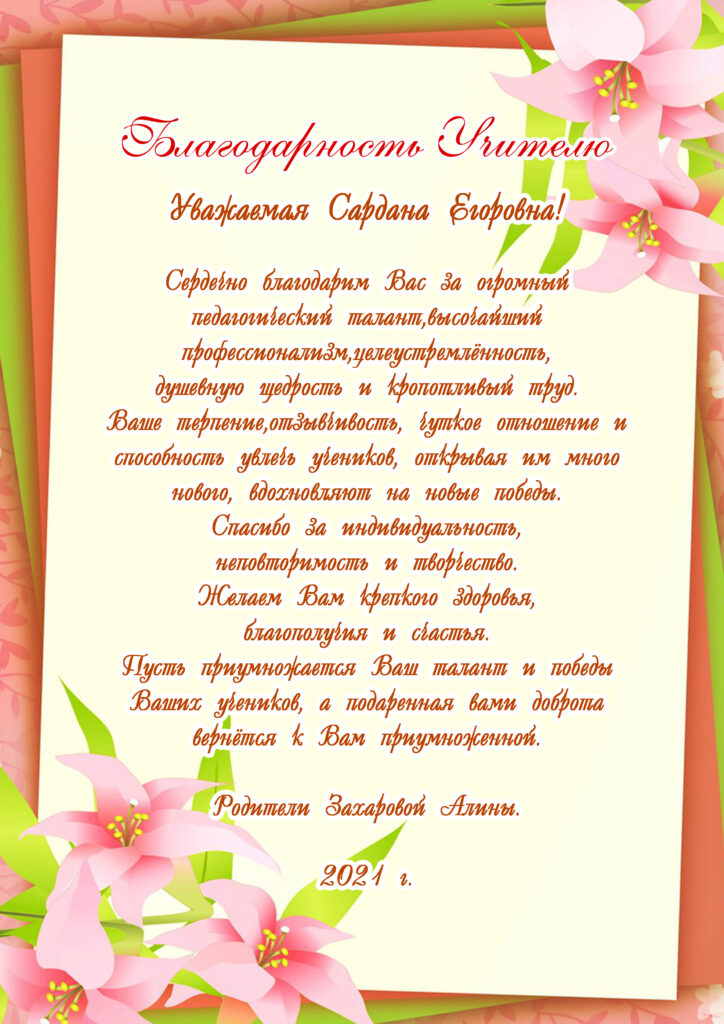 Благодарность Учителю
Уважаемая Сардана Егоровна!
Сердечно благодарим Вас за огромный
педагогический талант,высочайший
профессионализм,целеустремлённость,
душевную щедрость и кропотливый труд.
Ваше терпение,отзывчивость, чуткое отношение и
способность увлечь учеников, открывая им много
нового, вдохновляют на новые победы.
Спасибо за индивидуальность,
неповторимость и творчество.
Желаем Вам крепкого здоровья,
благополучия и счастья.
Пусть приумножается Ваш талант и победы
Ваших учеников, а подаренная вами доброта
вернётся к Вам приумноженной.
Родители Захаровой Алины.
2021 г.